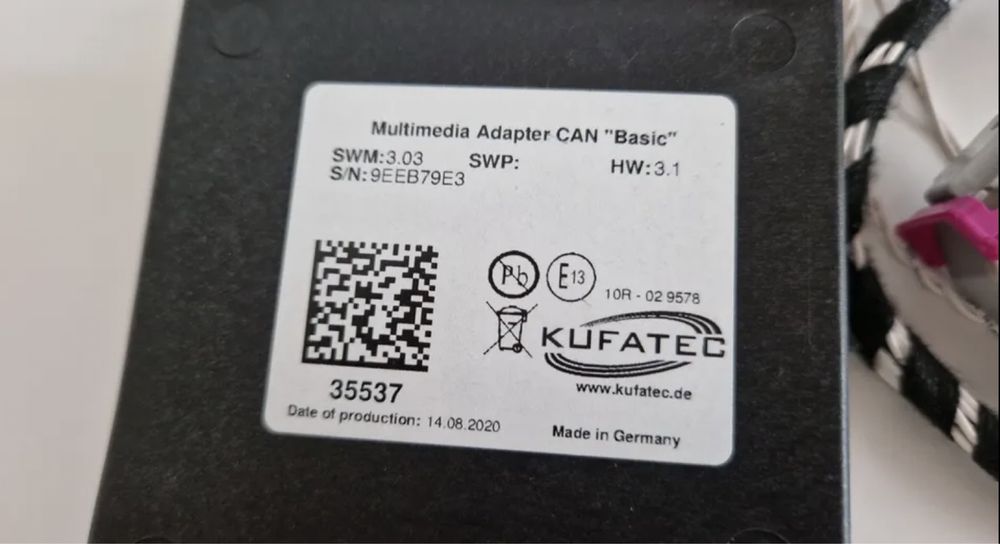 Multimedia Adapter CAN "Basic"
SWM:3.03 SWP: HW:3.1
S/N:9EEB79E3
Pb E13 10R - 02 9578
KUFATEC
www.kufatec.de
35537
Date of production: 14.08.2020
Made in Germany